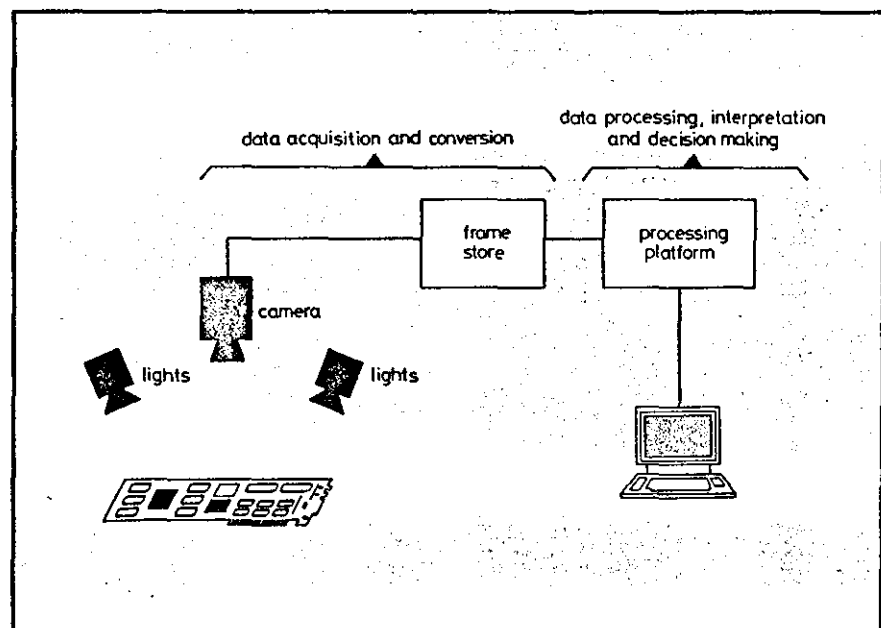 data acquisition and conversion
data processing, interpretation
and decision making
frame
store
processing
platform
camera
lights
lights